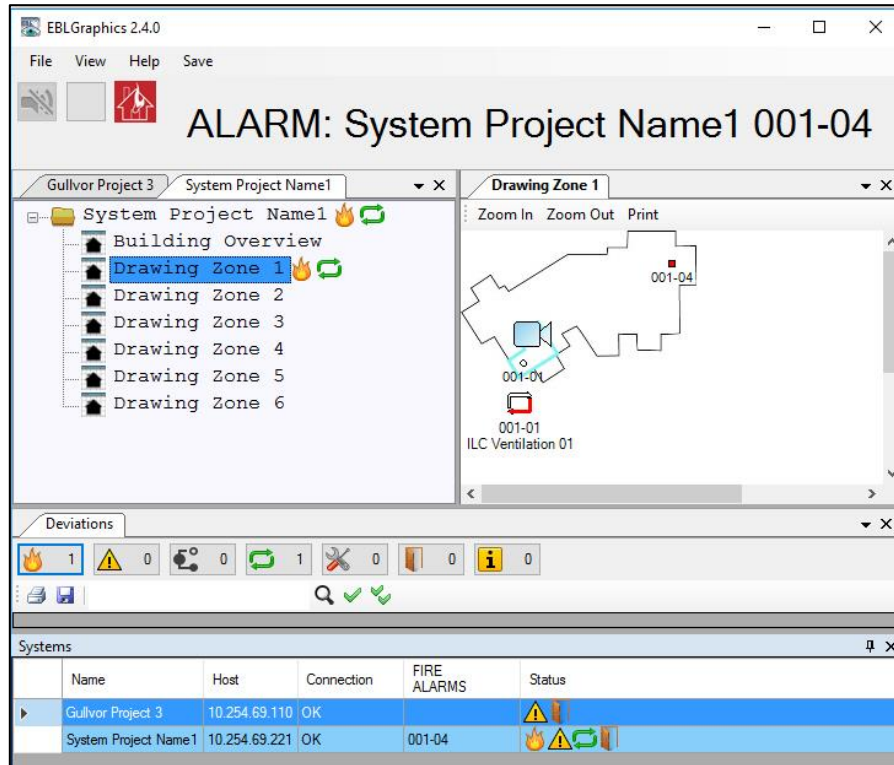 EBLGraphics 2.4.0
File View Help Save
ALARM: System Project Name1 001-04
Gullvor Project 3 System Project Name1
System Project Name1
Building Overview
Drawing Zone 1
Drawing Zone 2
Drawing Zone 3
Drawing Zone 4
Drawing Zone 5
Drawing Zone 6
Drawing Zone 1
Zoom In Zoom Out Print
001-04
001-01
001-01
ILC Ventilation 01
Deviations
1 0 0 1 0 0 0
Systems
Name Host Connection FIRE ALARMS Status
Gullvor Project 3 10.254.69.110 OK
System Project Name1 10.254.69.221 OK 001-04